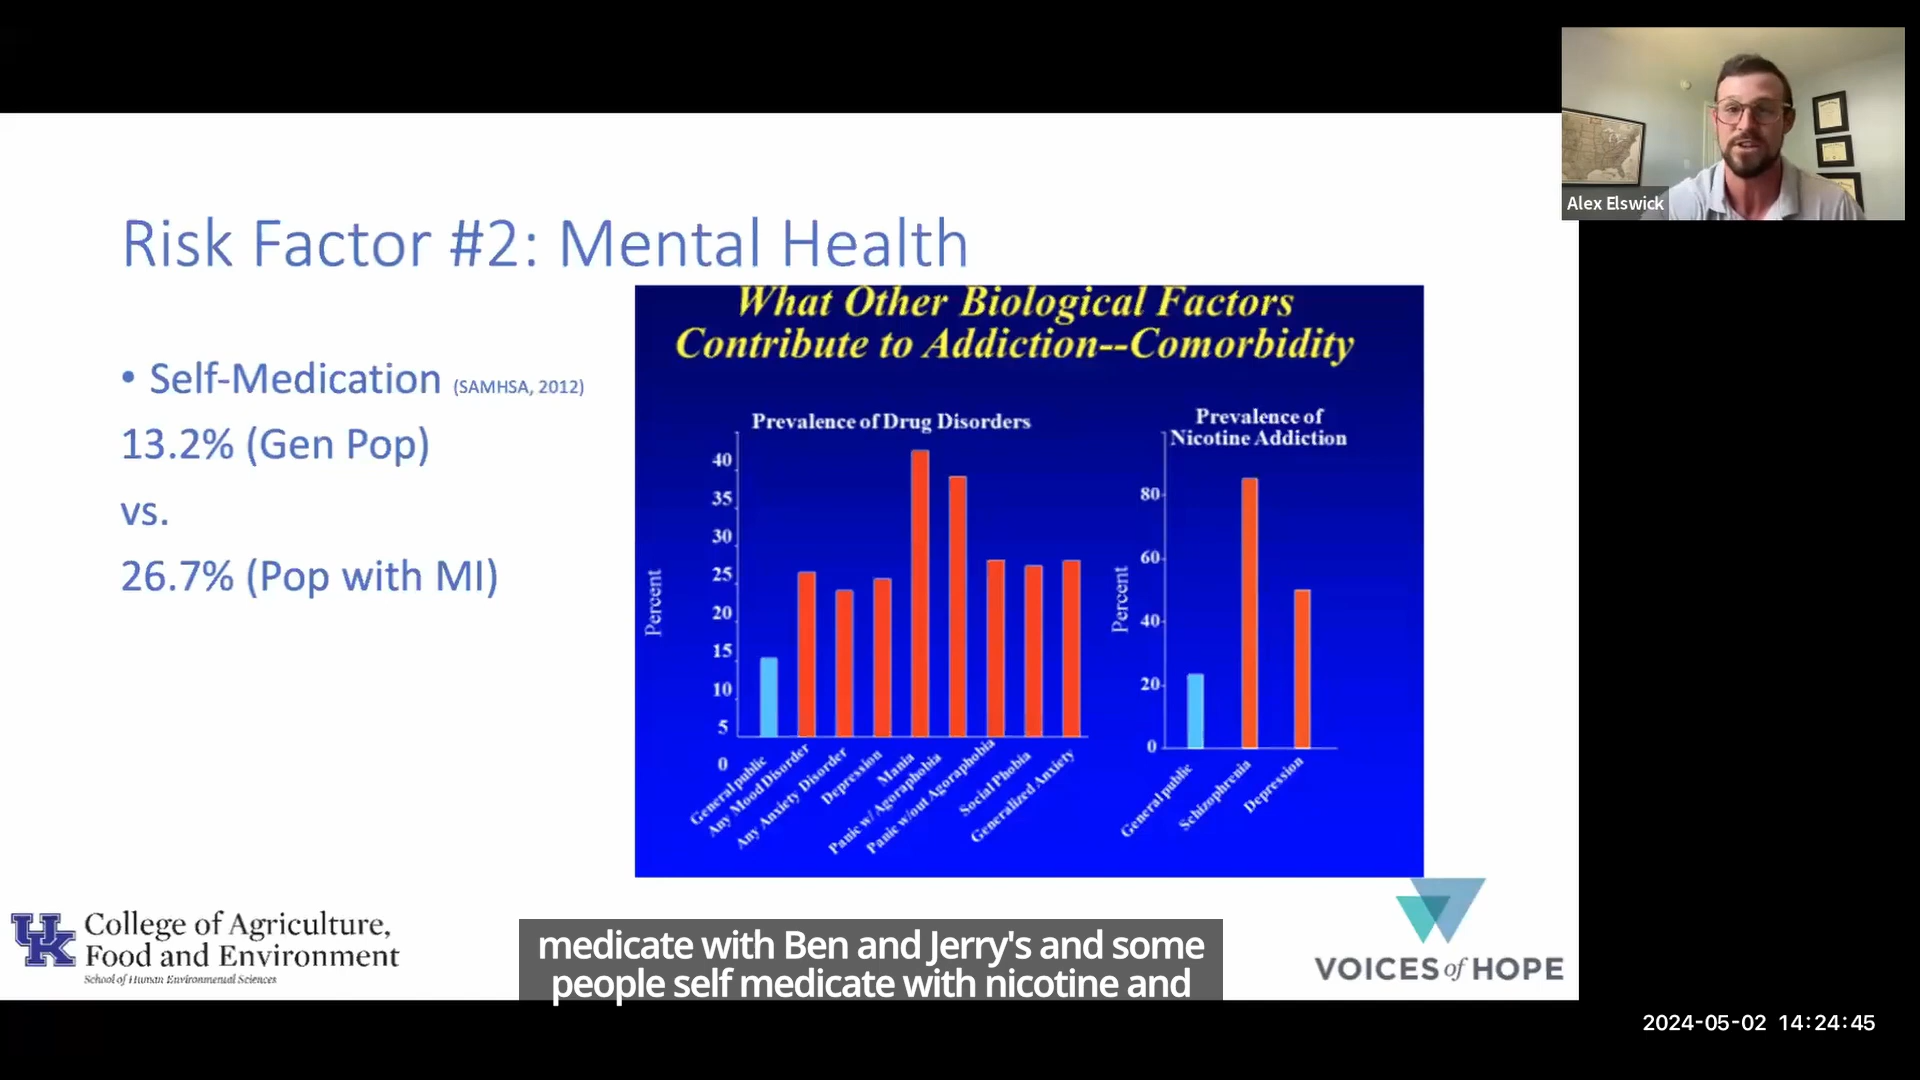 Alex Elswick
Risk Factor #2: Mental Health
• Self-Medication (SAMHSA, 2012)
13.2% (Gen Pop)
vs.
26.7% (Pop with MI)
What Other Biological Factors
Contribute to Addiction--Comorbidity
Prevalence of Drug Disorders
Percent
40
35
30
25
20
15
10
5
0
General public
Any Mood Disorder
Any Anxiety Disorder
Depression
Mania
Panic w/ Agoraphobia
Panic w/out Agoraphobia
Social Phobia
Generalized Anxiety
Prevalence of
Nicotine Addiction
Percent
80
60
40
20
0
General public
Schizophrenia
Depression
UK
College of Agriculture,
Food and Environment
School of Human Environmental Sciences
medicate with Ben and Jerry's and some
people self medicate with nicotine and
VOICES of HOPE
2024-05-02 14:24:45